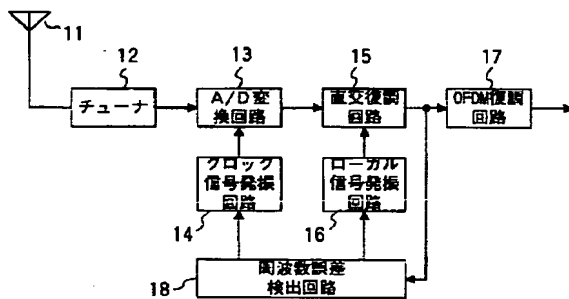 11
12
チューナ
13
A/D変
換回路
15
直交復調
回路
17
OFDM復調
回路
クロック
信号発振
回路
14
ローカル
信号発振
回路
16
周波数誤差
検出回路
18